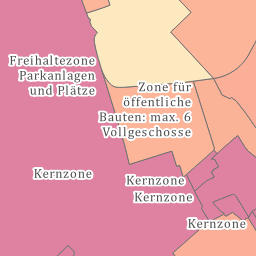 Freihaltezone
Parkanlagen
und Plätze
Zone für
öffentliche
Bauten: max. 6
Vollgeschosse
Kernzone
Kernzone
Kernzone
Kernzone